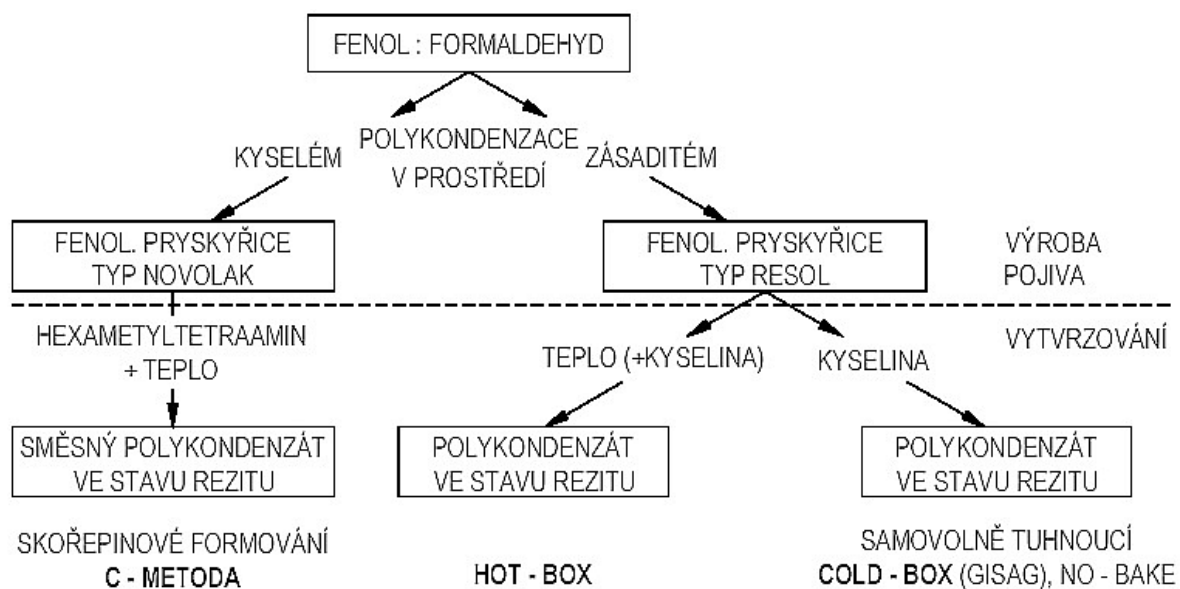 FENOL : FORMALDEHYD
POLYKONDENZACE
V PROSTŘEDÍ
KYSELÉM
ZÁSADITÉM
FENOL. PRYSKYŘICE
TYP NOVOLAK
FENOL. PRYSKYŘICE
TYP RESOL
VÝROBA
POJIVA
HEXAMETYLTETRAAMIN
+ TEPLO
TEPLO (+KYSELINA)
KYSELINA
VYTVRZOVÁNÍ
SMĚSNÝ POLYKONDENZÁT
VE STAVU REZITU
POLYKONDENZÁT
VE STAVU REZITU
POLYKONDENZÁT
VE STAVU REZITU
SKOŘEPINOVÉ FORMOVÁNÍ
C - METODA
HOT - BOX
SAMOVOLNĚ TUHNOUCÍ
COLD - BOX (GISAG), NO - BAKE